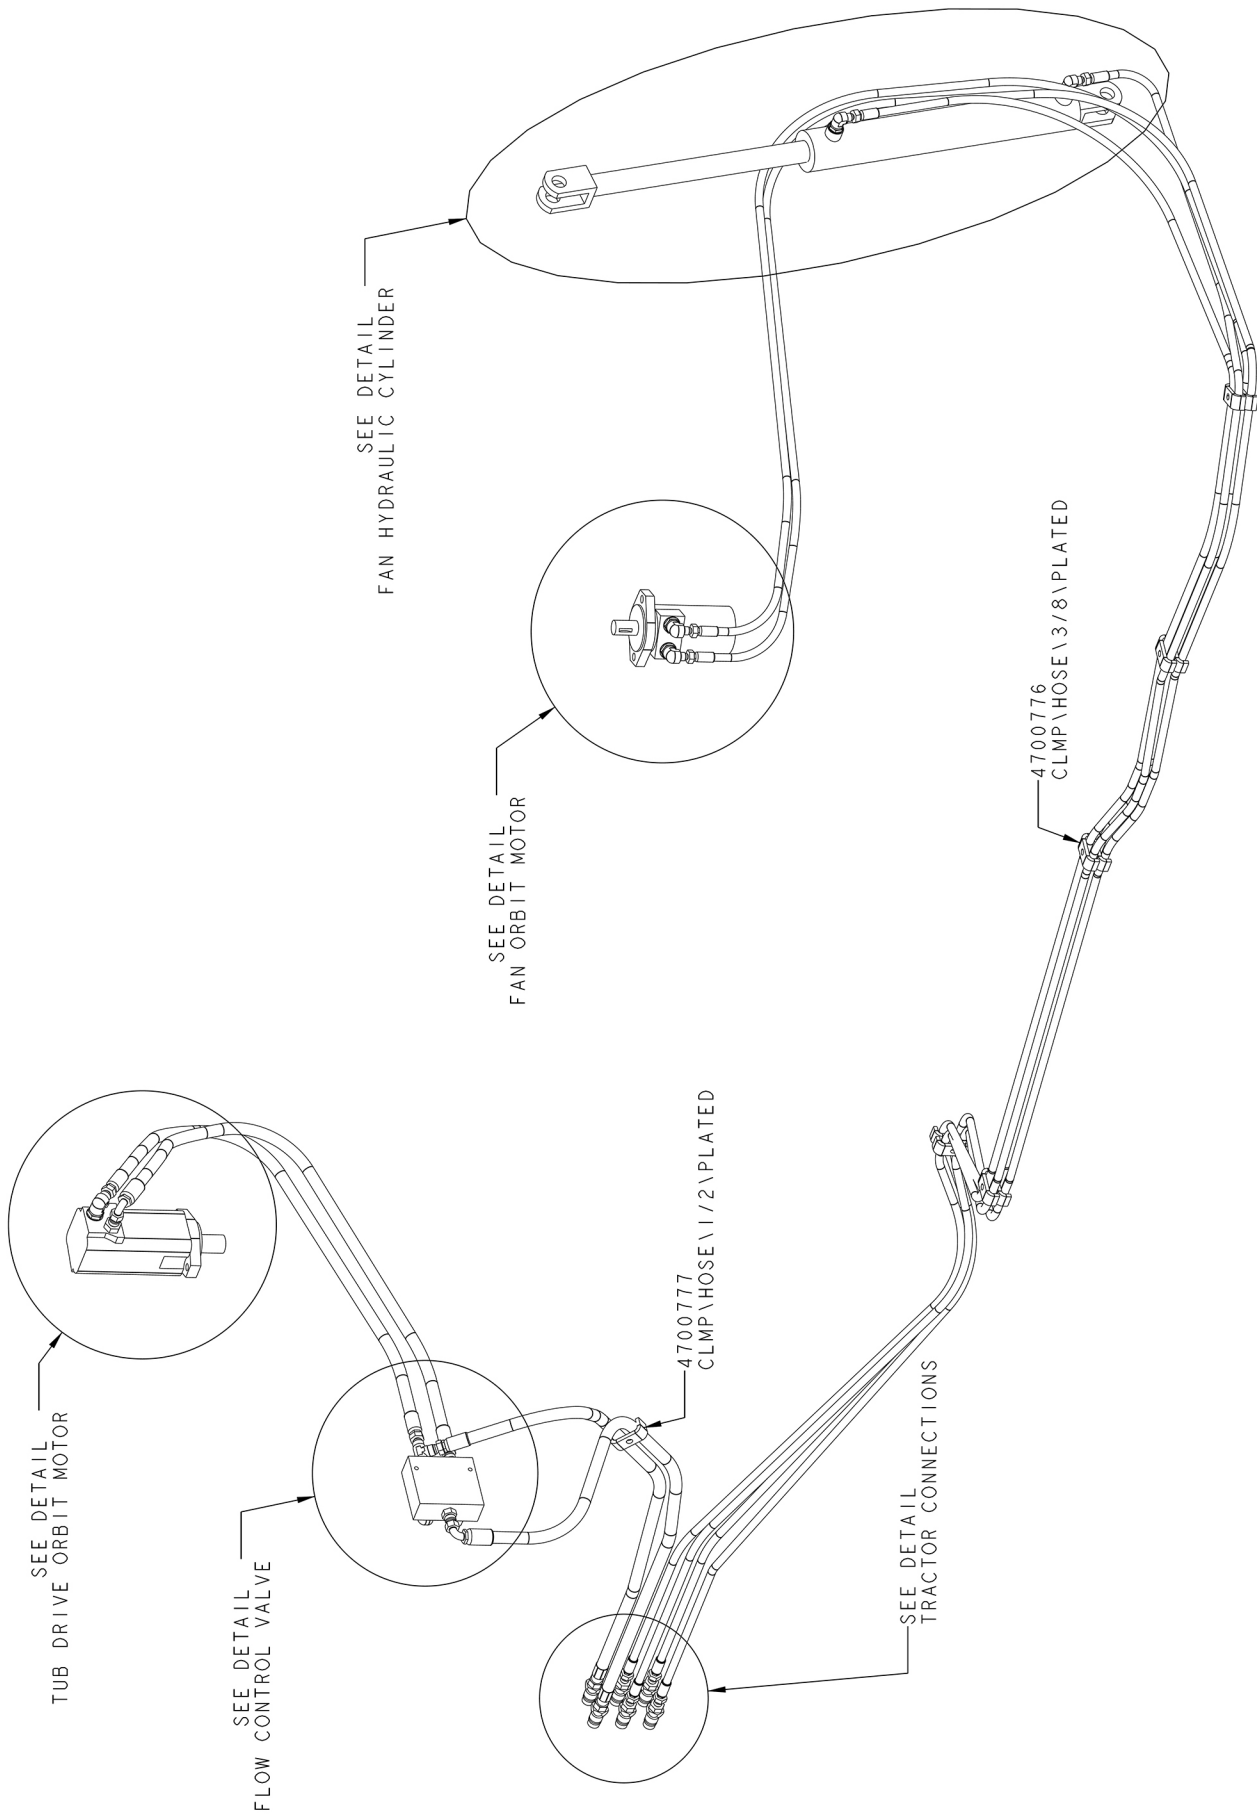 SEE DETAIL
TUB DRIVE ORBIT MOTOR
SEE DETAIL
FLOW CONTROL VALVE
SEE DETAIL
FAN HYDRAULIC CYLINDER
SEE DETAIL
FAN ORBIT MOTOR
4700777
CLMP\HOSE\1/2\PLATED
SEE DETAIL
TRACTOR CONNECTIONS
4700776
CLMP\HOSE\3/8\PLATED